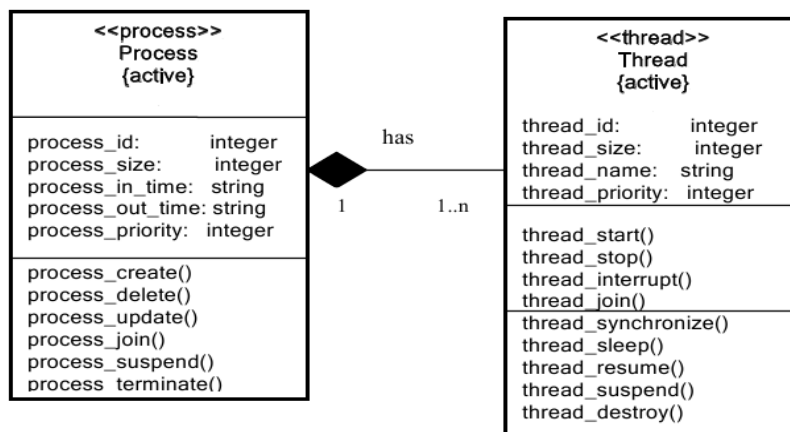 <<process>>
Process
{active}
process_id: integer
process_size: integer
process_in_time: string
process_out_time: string
process_priority: integer
process_create()
process_delete()
process_update()
process_join()
process_suspend()
process_terminate()
has
1
1..n
<<thread>>
Thread
{active}
thread_id: integer
thread_size: integer
thread_name: string
thread_priority: integer
thread_start()
thread_stop()
thread_interrupt()
thread_join()
thread_synchronize()
thread_sleep()
thread_resume()
thread_suspend()
thread_destroy()